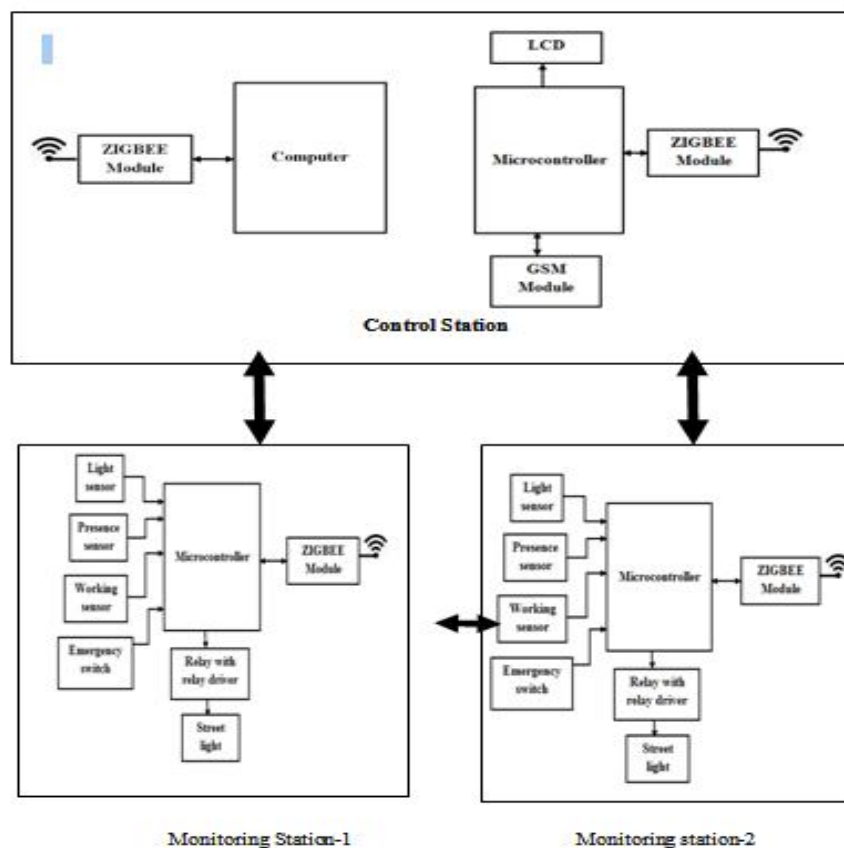 LCD
ZIGBEE
Module
Computer
Microcontroller
ZIGBEE
Module
GSM
Module
Control Station
Light
sensor
Presence
sensor
Working
sensor
Emergency
switch
Microcontroller
ZIGBEE
Module
Relay with
relay driver
Street
light
Light
sensor
Presence
sensor
Working
sensor
Emergency
switch
Microcontroller
ZIGBEE
Module
Relay with
relay driver
Street
light
Monitoring Station-1
Monitoring station-2